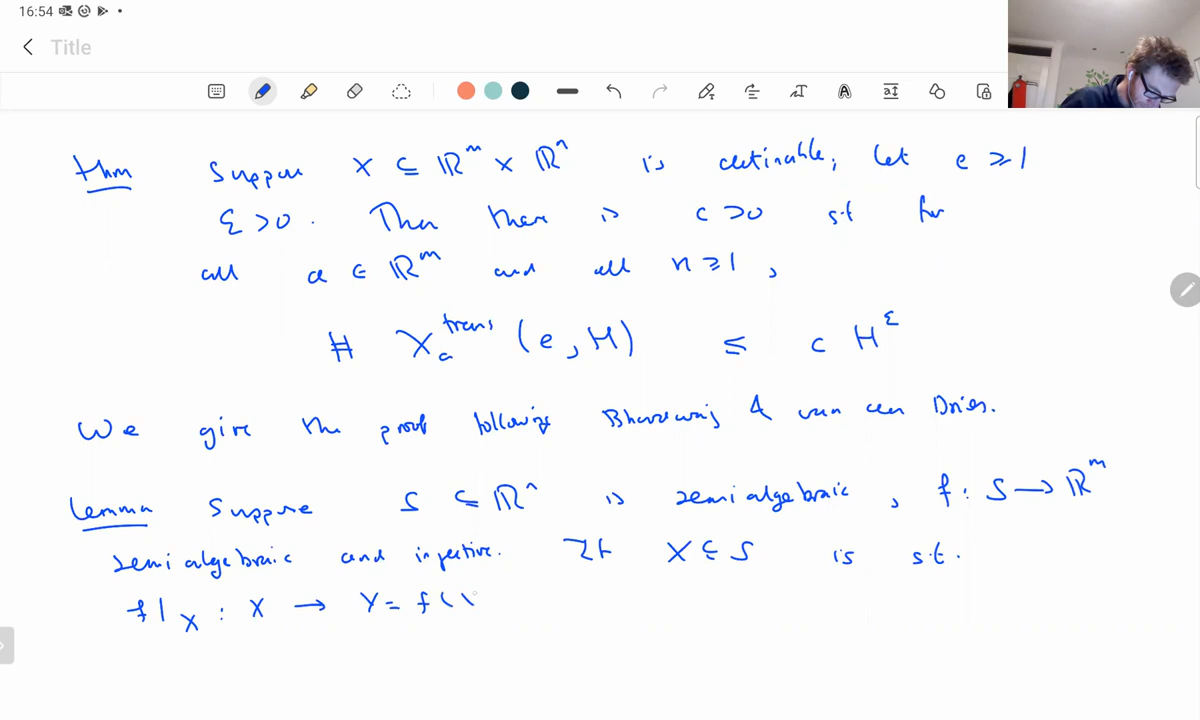 16:54
Title
Thm Suppose X ⊆ ℝ^m × ℝ^n is definable, let e ≥ 1
ε > 0. Then there is c > 0 s.t for
all a ∈ ℝ^m and all n ≥ 1,
# X_a^trans (e, H) ≤ c H^ε
We give the proof following Bhardwaj & van den Dries.
Lemma Suppose S ⊆ ℝ^n is semialgebraic, f : S → ℝ^m
semialgebraic and injective. If X ⊆ S is s.t.
f|_X : X → Y = f(